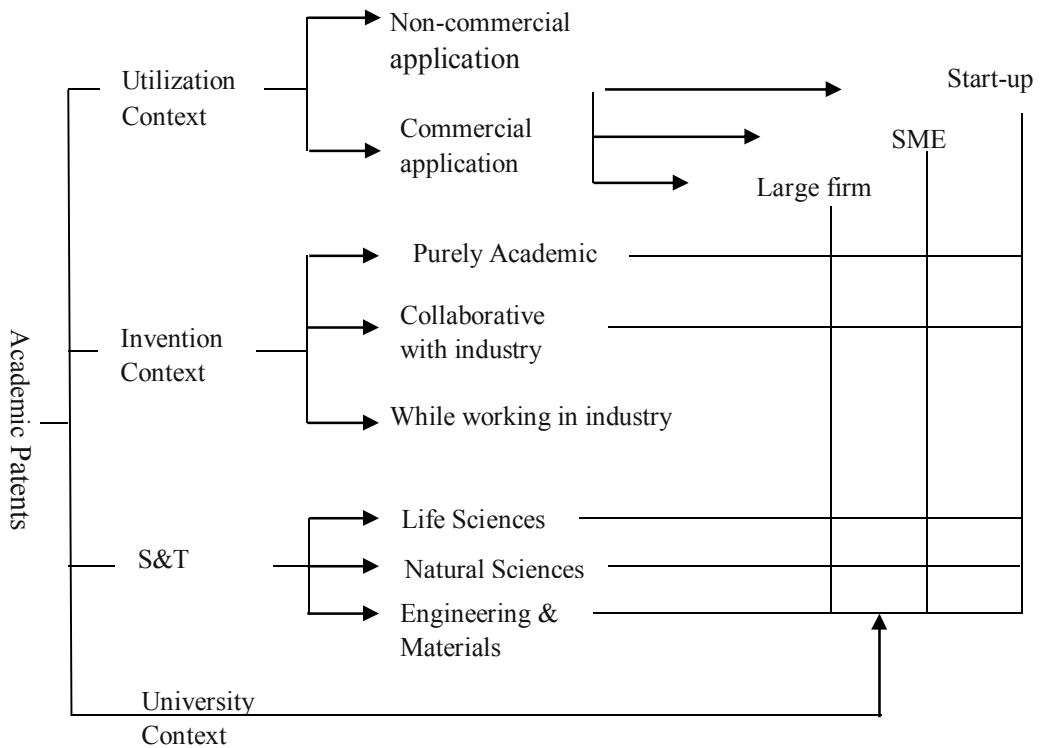 Non-commercial
application
Start-up
Utilization
Context
Commercial
application
SME
Large firm
Purely Academic
Collaborative
with industry
Invention
Context
Academic Patents
While working in industry
Life Sciences
S&T
Natural Sciences
Engineering &
Materials
University
Context